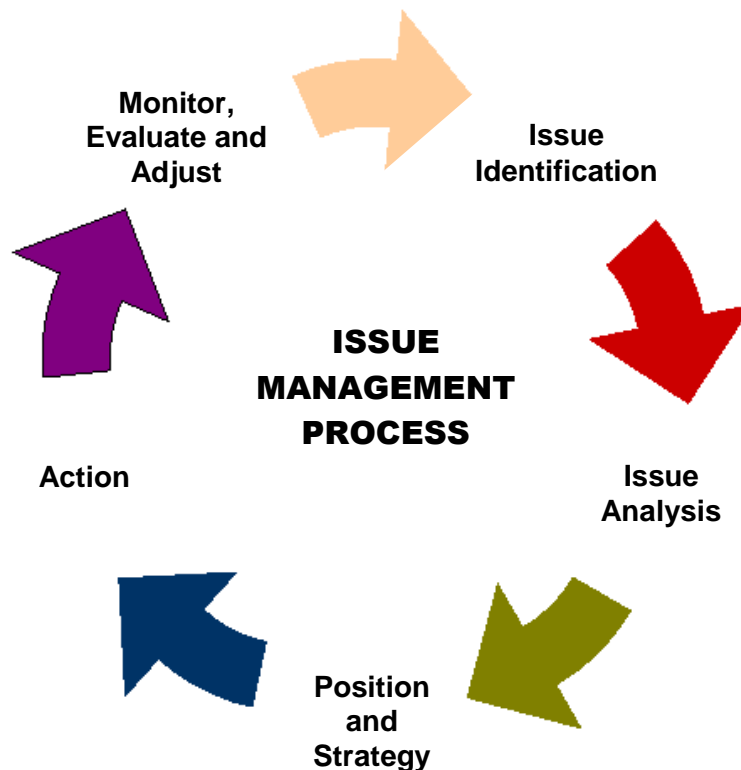 Monitor,
Evaluate and
Adjust
Issue
Identification
ISSUE
MANAGEMENT
PROCESS
Action
Issue
Analysis
Position
and
Strategy